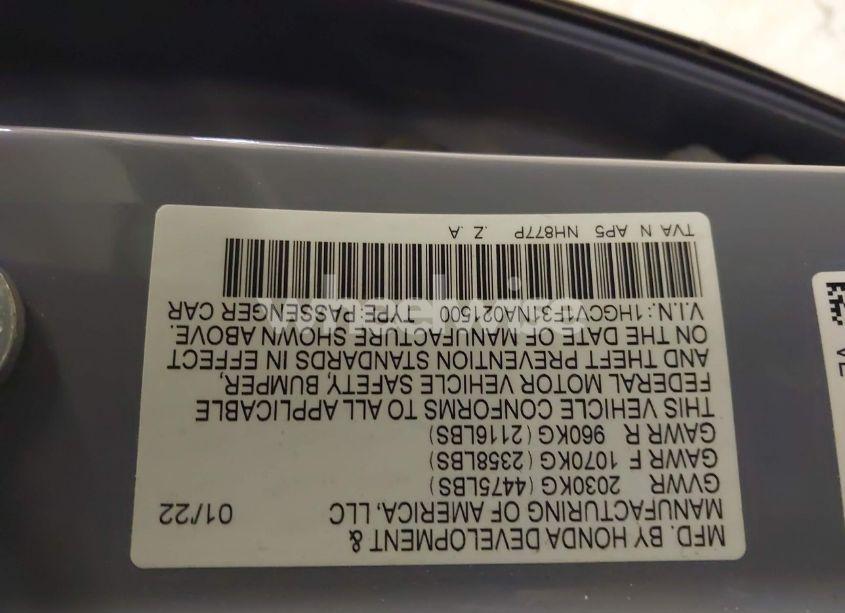 MFD. BY HONDA DEVELOPMENT &
MANUFACTURING OF AMERICA, LLC 01/22
GVWR 2030KG (4475LBS)
GAWR F 1070KG (2358LBS)
GAWR R 960KG (2116LBS)
THIS VEHICLE CONFORMS TO ALL APPLICABLE
FEDERAL MOTOR VEHICLE SAFETY, BUMPER,
AND THEFT PREVENTION STANDARDS IN EFFECT
ON THE DATE OF MANUFACTURE SHOWN ABOVE.
V.I.N.: 1HGCV1F31NA021500 TYPE:PASSENGER CAR
TVA N AP5 NH877P .Z .A
wheelwise